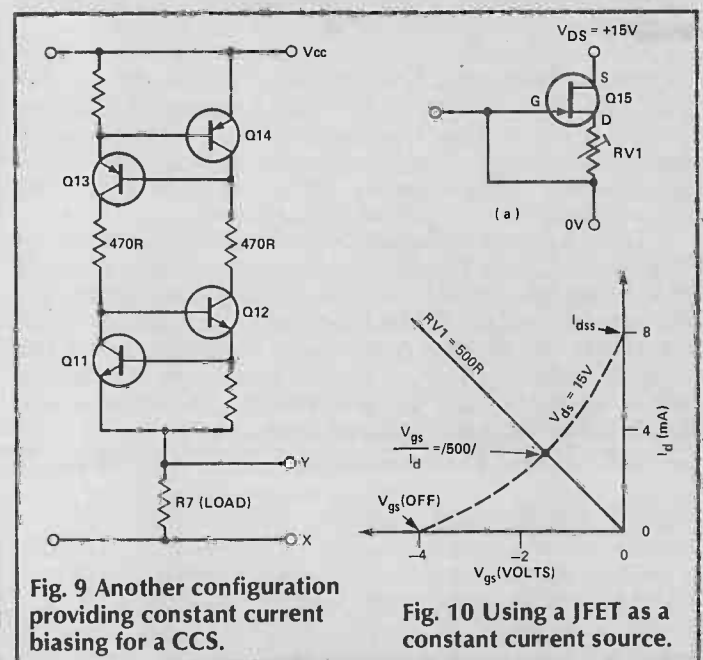 Vcc
Q14
Q13
470R
470R
Q12
Q11
Y
R7 (LOAD)
X
Fig. 9 Another configuration
providing constant current
biasing for a CCS.
VDS = +15V
S
G
Q15
D
RV1
(a)
0V
RV1 = 500R
Idss
8
Vds = 15V
Vgs
Id
=/500/
4
Id (mA)
Vgs(OFF)
0
−4
−2
0
Vgs(VOLTS)
Fig. 10 Using a JFET as a
constant current source.